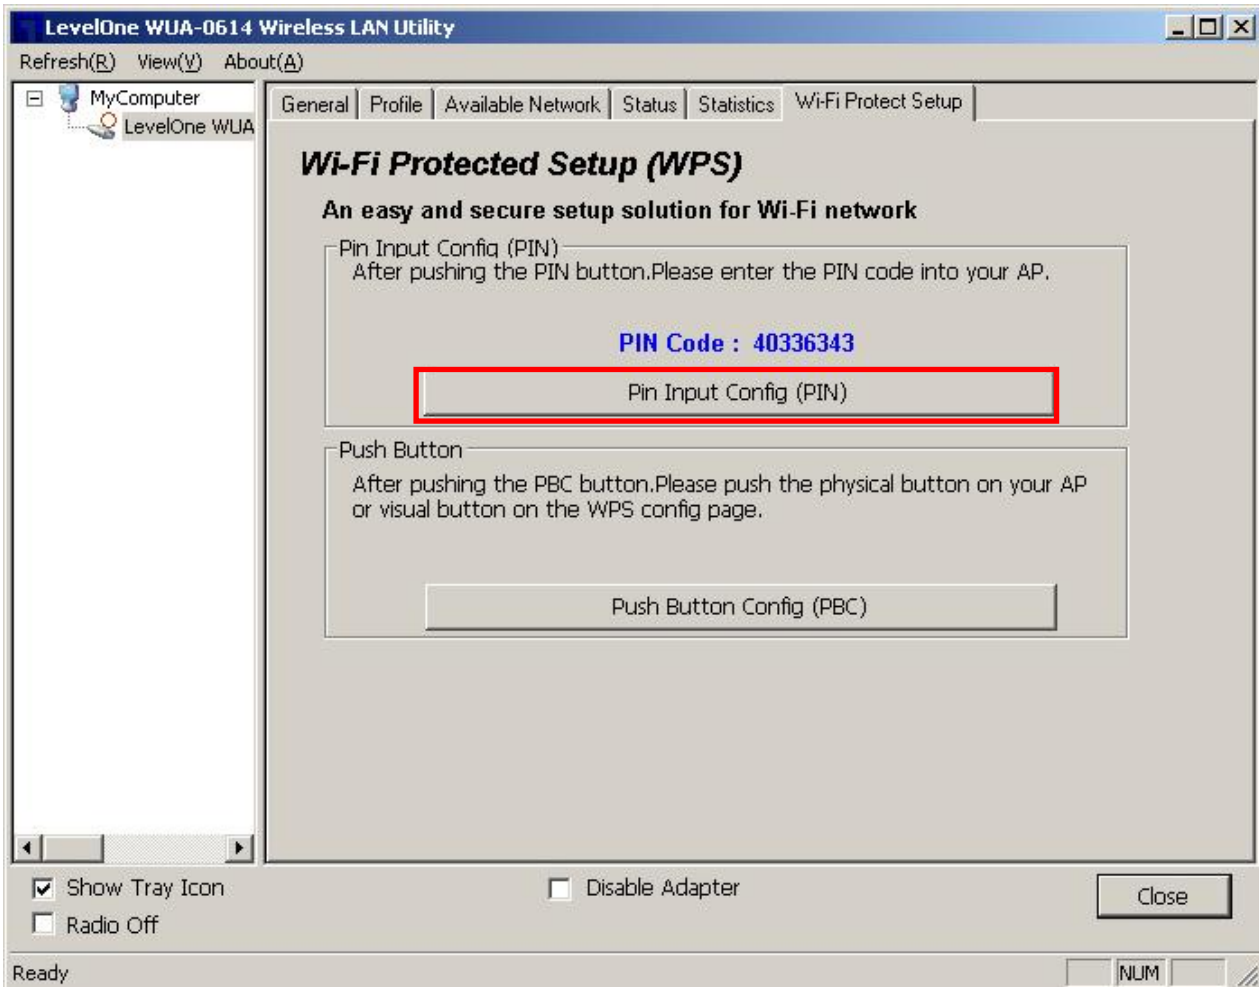 LevelOne WUA-0614 Wireless LAN Utility
Refresh(R) View(V) About(A)
MyComputer
LevelOne WUA
General Profile Available Network Status Statistics Wi-Fi Protect Setup
Wi-Fi Protected Setup (WPS)
An easy and secure setup solution for Wi-Fi network
Pin Input Config (PIN)
After pushing the PIN button.Please enter the PIN code into your AP.
PIN Code : 40336343
Pin Input Config (PIN)
Push Button
After pushing the PBC button.Please push the physical button on your AP
or visual button on the WPS config page.
Push Button Config (PBC)
Show Tray Icon
Disable Adapter
Close
Radio Off
Ready
NUM